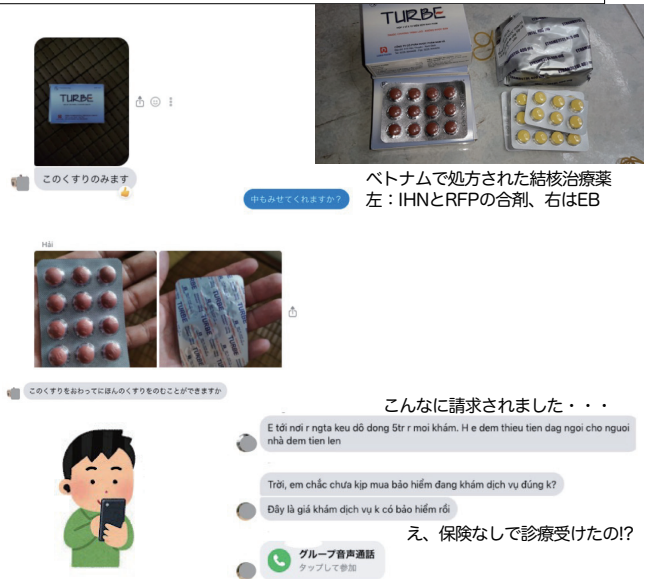 TURBE
TURBE
このくすりのみます
中もみせてくれますか？
ベトナムで処方された結核治療薬
左：IHNとRFPの合剤、右はEB
Hải
TURBE
このくすりをおわってにほんのくすりをのむことができますか
こんなに請求されました・・・
E tới nơi r ngta keu dô dong 5tr r moi khám. H e dem thieu tien dag ngoi cho nguoi
nhà dem tien len
Trời, em chắc chưa kịp mua bảo hiểm đang khám dịch vụ đúng k?
Đây là giá khám dịch vụ k có bảo hiểm rồi
え、保険なしで診療受けたの!?
グループ音声通話
タップして参加